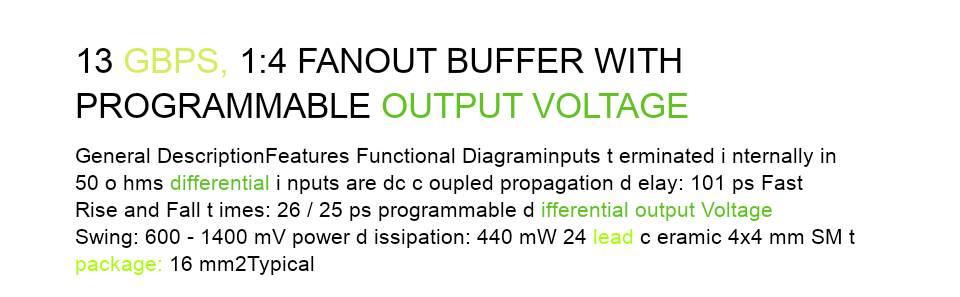 13 GBPS, 1:4 FANOUT BUFFER WITH
PROGRAMMABLE OUTPUT VOLTAGE
General DescriptionFeatures Functional Diagraminputs t erminated i nternally in
50 o hms differential i nputs are dc c oupled propagation d elay: 101 ps Fast
Rise and Fall t imes: 26 / 25 ps programmable d ifferential output Voltage
Swing: 600 - 1400 mV power d issipation: 440 mW 24 lead c eramic 4x4 mm SM t
package: 16 mm2Typical